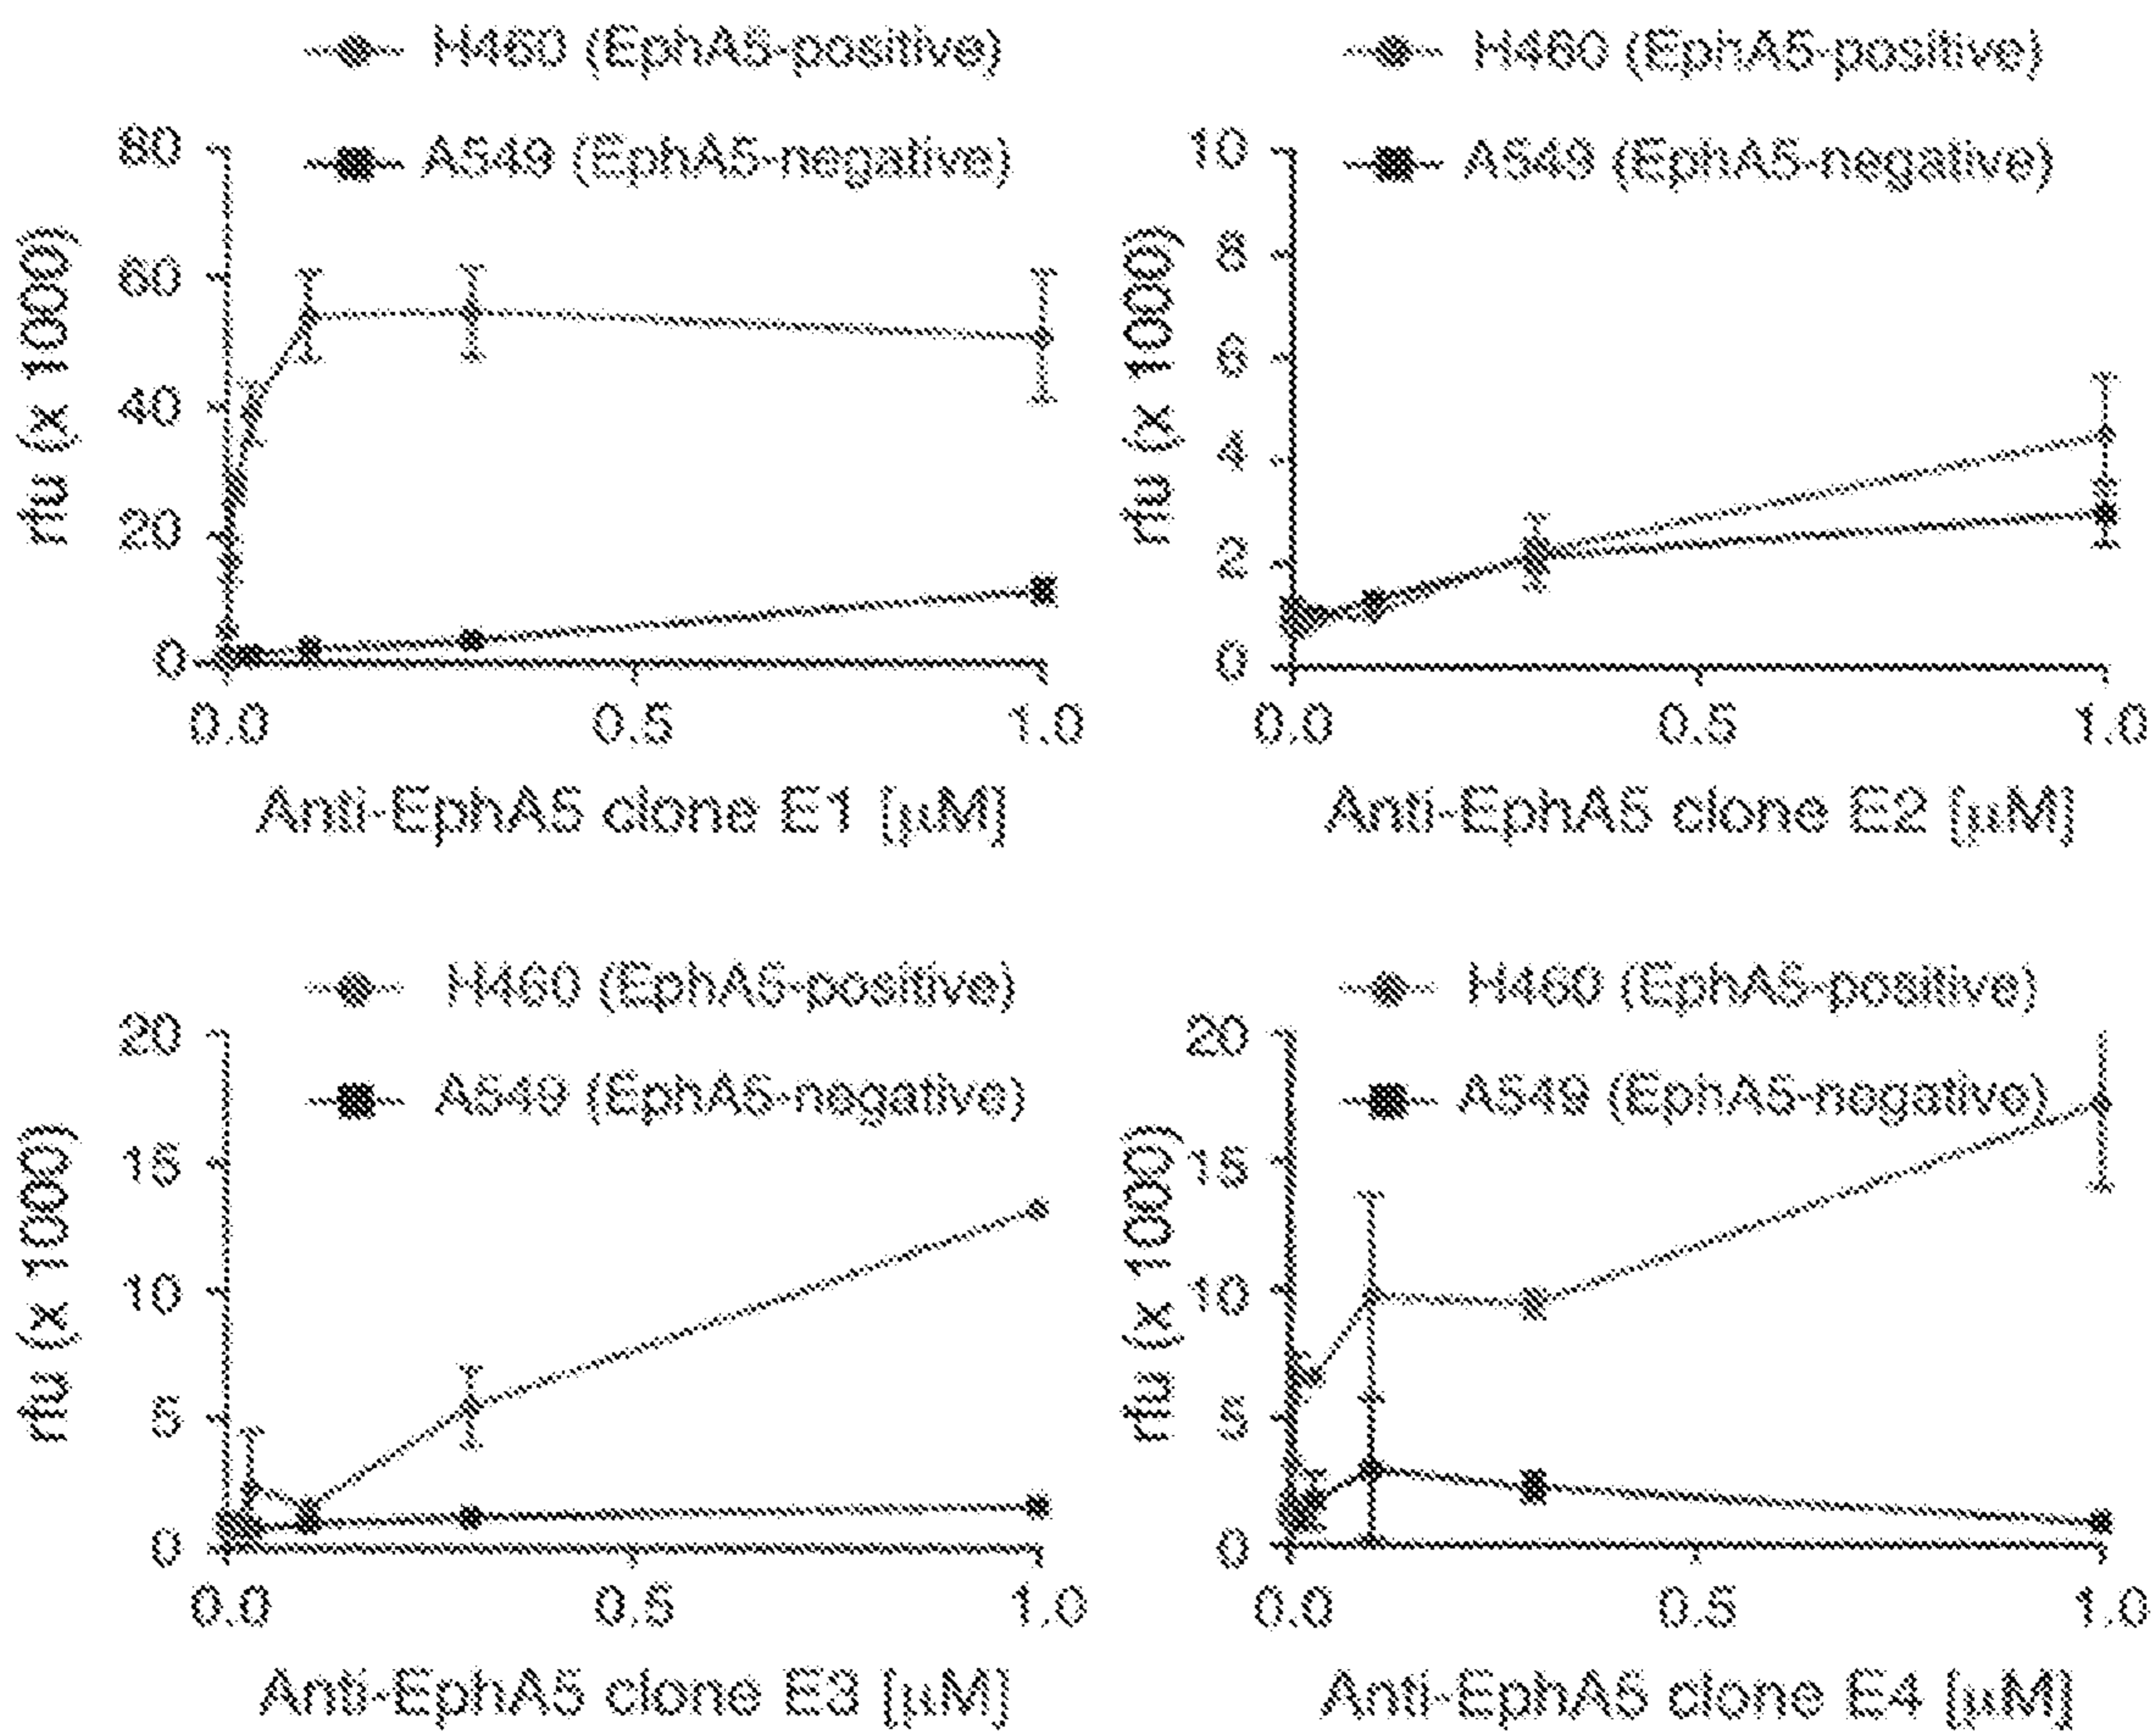 H460 (EphA5-positive)
A549 (EphA5-negative)
80
60
40
20
0
rfu (x 1000)
0.0 0.5 1.0
Anti-EphA5 clone E1 [µM]
H460 (EphA5-positive)
A549 (EphA5-negative)
10
8
6
4
2
0
rfu (x 1000)
0.0 0.5 1.0
Anti-EphA5 clone E2 [µM]
H460 (EphA5-positive)
A549 (EphA5-negative)
20
15
10
5
0
rfu (x 1000)
0.0 0.5 1.0
Anti-EphA5 clone E3 [µM]
H460 (EphA5-positive)
A549 (EphA5-negative)
20
15
10
5
0
rfu (x 1000)
0.0 0.5 1.0
Anti-EphA5 clone E4 [µM]